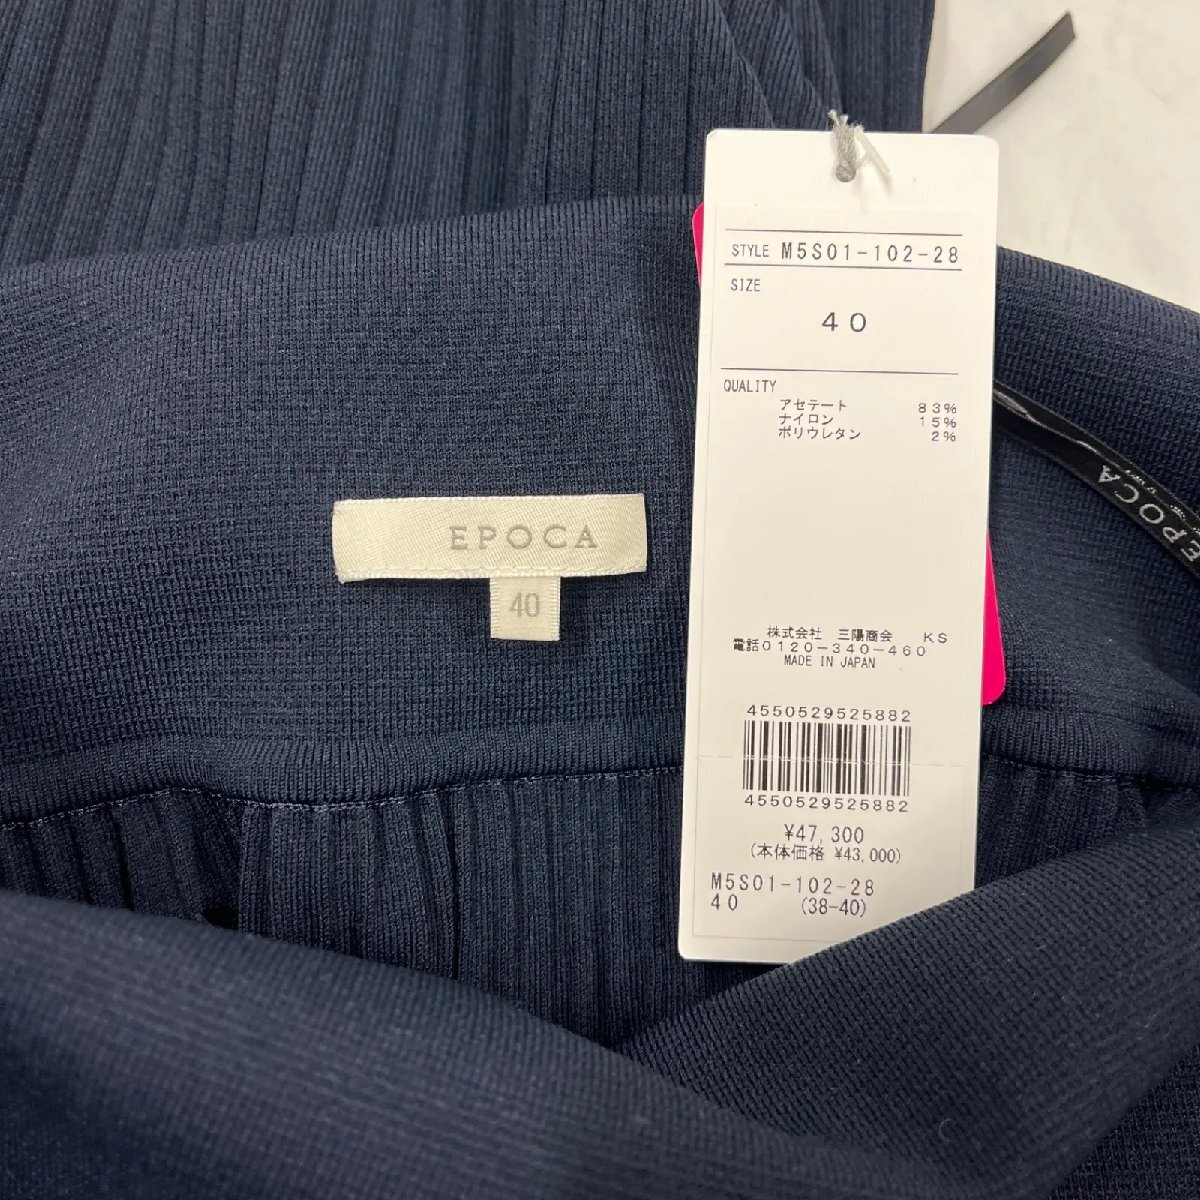 STYLE M5S01-102-28
SIZE
40
QUALITY
アセテート 83%
ナイロン 15%
ポリウレタン 2%
株式会社 三陽商会 KS
電話0120-340-460
MADE IN JAPAN
4550529525882
4550529525882
¥47,300
(本体価格 ¥43,000)
M5S01-102-28
40 (38-40)
EPOCA
40
EPOCA